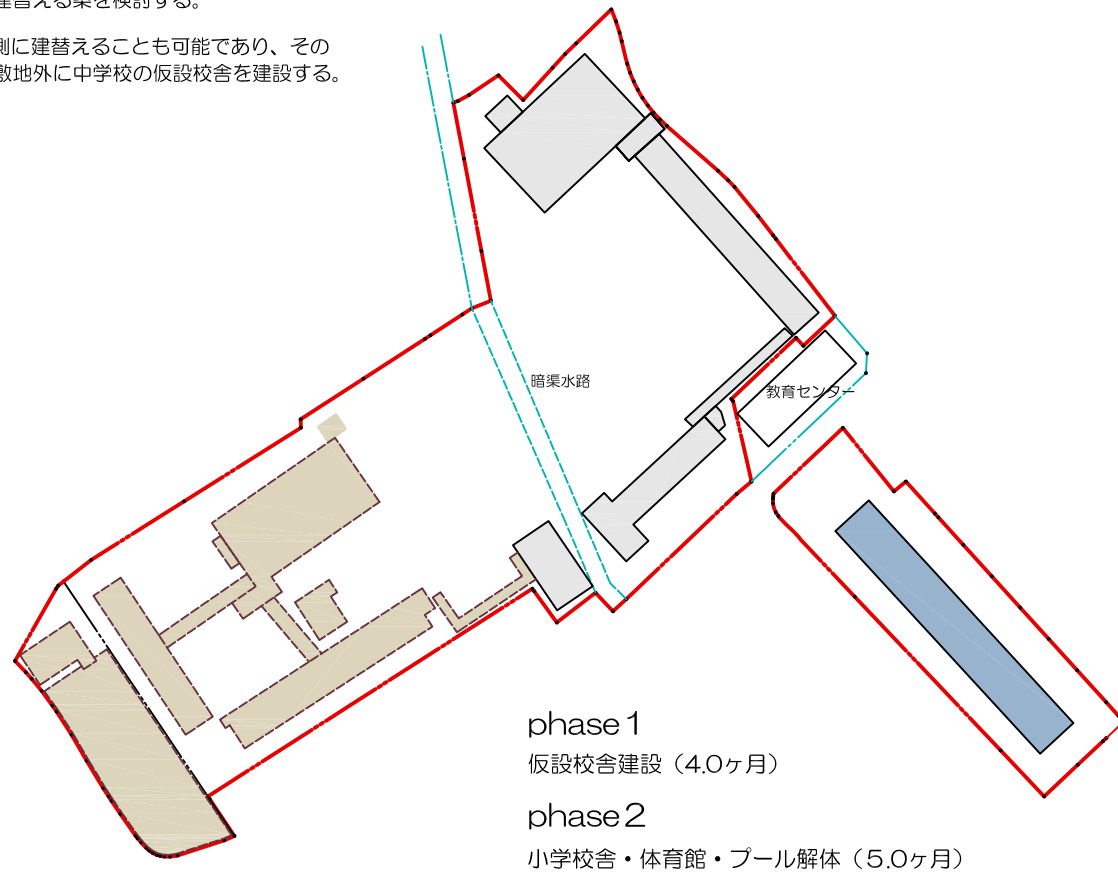 建替える案を検討する。
側に建替えることも可能であり、その
敷地外に中学校の仮設校舎を建設する。
暗渠水路
教育センター
phase1
仮設校舎建設（4.0ヶ月）
phase2
小学校舎・体育館・プール解体（5.0ヶ月）